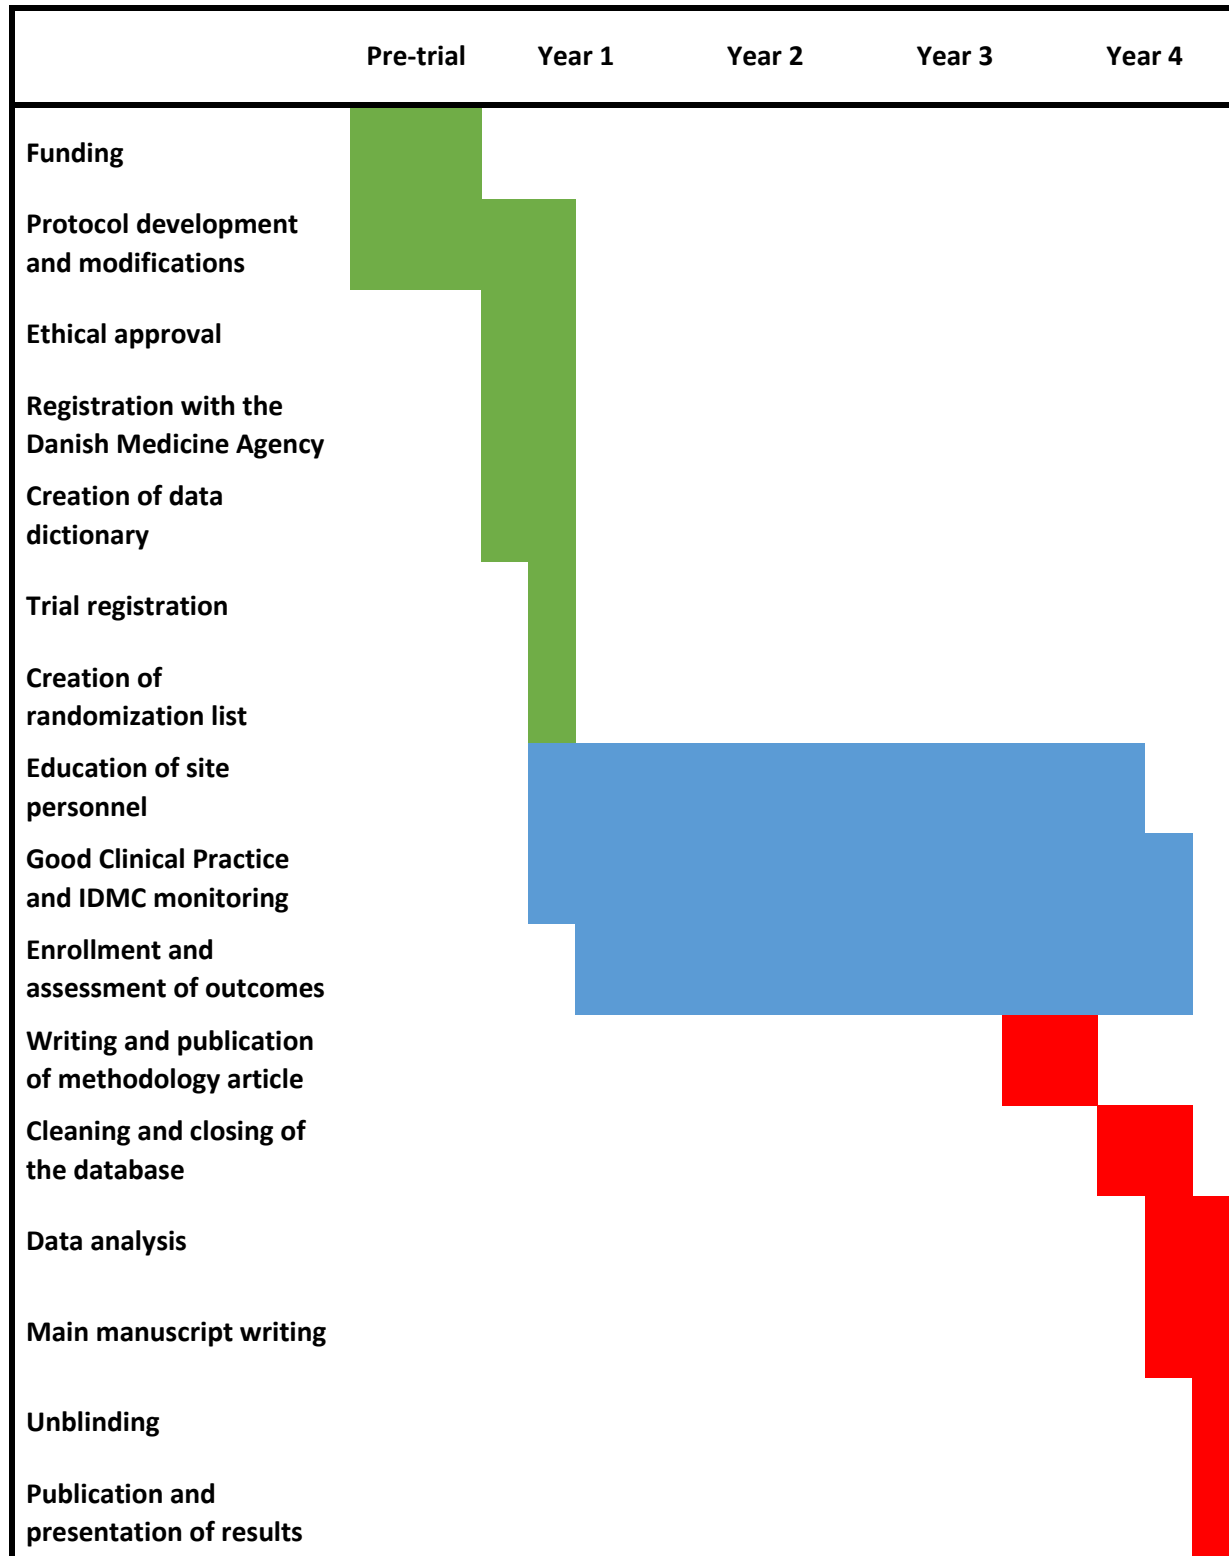 Pre-trial Year 1 Year 2 Year 3 Year 4
Funding
Protocol development
and modifications
Ethical approval
Registration with the
Danish Medicine Agency
Creation of data
dictionary
Trial registration
Creation of
randomization list
Education of site
personnel
Good Clinical Practice
and IDMC monitoring
Enrollment and
assessment of outcomes
Writing and publication
of methodology article
Cleaning and closing of
the database
Data analysis
Main manuscript writing
Unblinding
Publication and
presentation of results